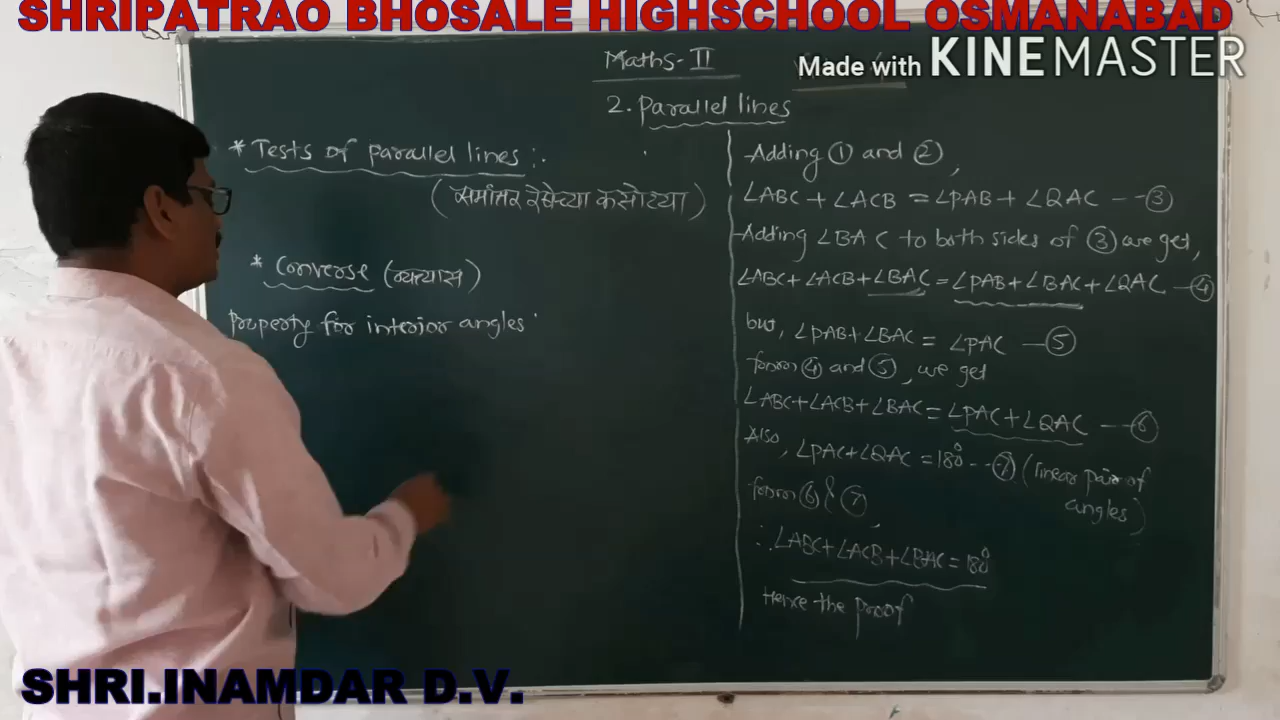 SHRIPATRAO BHOSALE HIGHSCHOOL OSMANABAD
Made with KINEMASTER
Maths-II
2. Parallel lines
* Tests of parallel lines :.
(समांतर रेषेच्या कसोट्या)
* Converse (व्यत्यास)
Property for interior angles
Adding ① and ②,
∠ABC + ∠ACB = ∠PAB + ∠QAC -- ③
Adding ∠BAC to both sides of ③ we get,
∠ABC + ∠ACB + ∠BAC = ∠PAB + ∠BAC + ∠QAC — ④
but, ∠PAB + ∠BAC = ∠PAC — ⑤
from ④ and ⑤, we get
∠ABC + ∠ACB + ∠BAC = ∠PAC + ∠QAC -- ⑥
Also, ∠PAC + ∠QAC = 180° -- ⑦ (linear pair of angles)
from ⑥ & ⑦,
∴ ∠ABC + ∠ACB + ∠BAC = 180°
Hence the proof
SHRI.INAMDAR D.V.